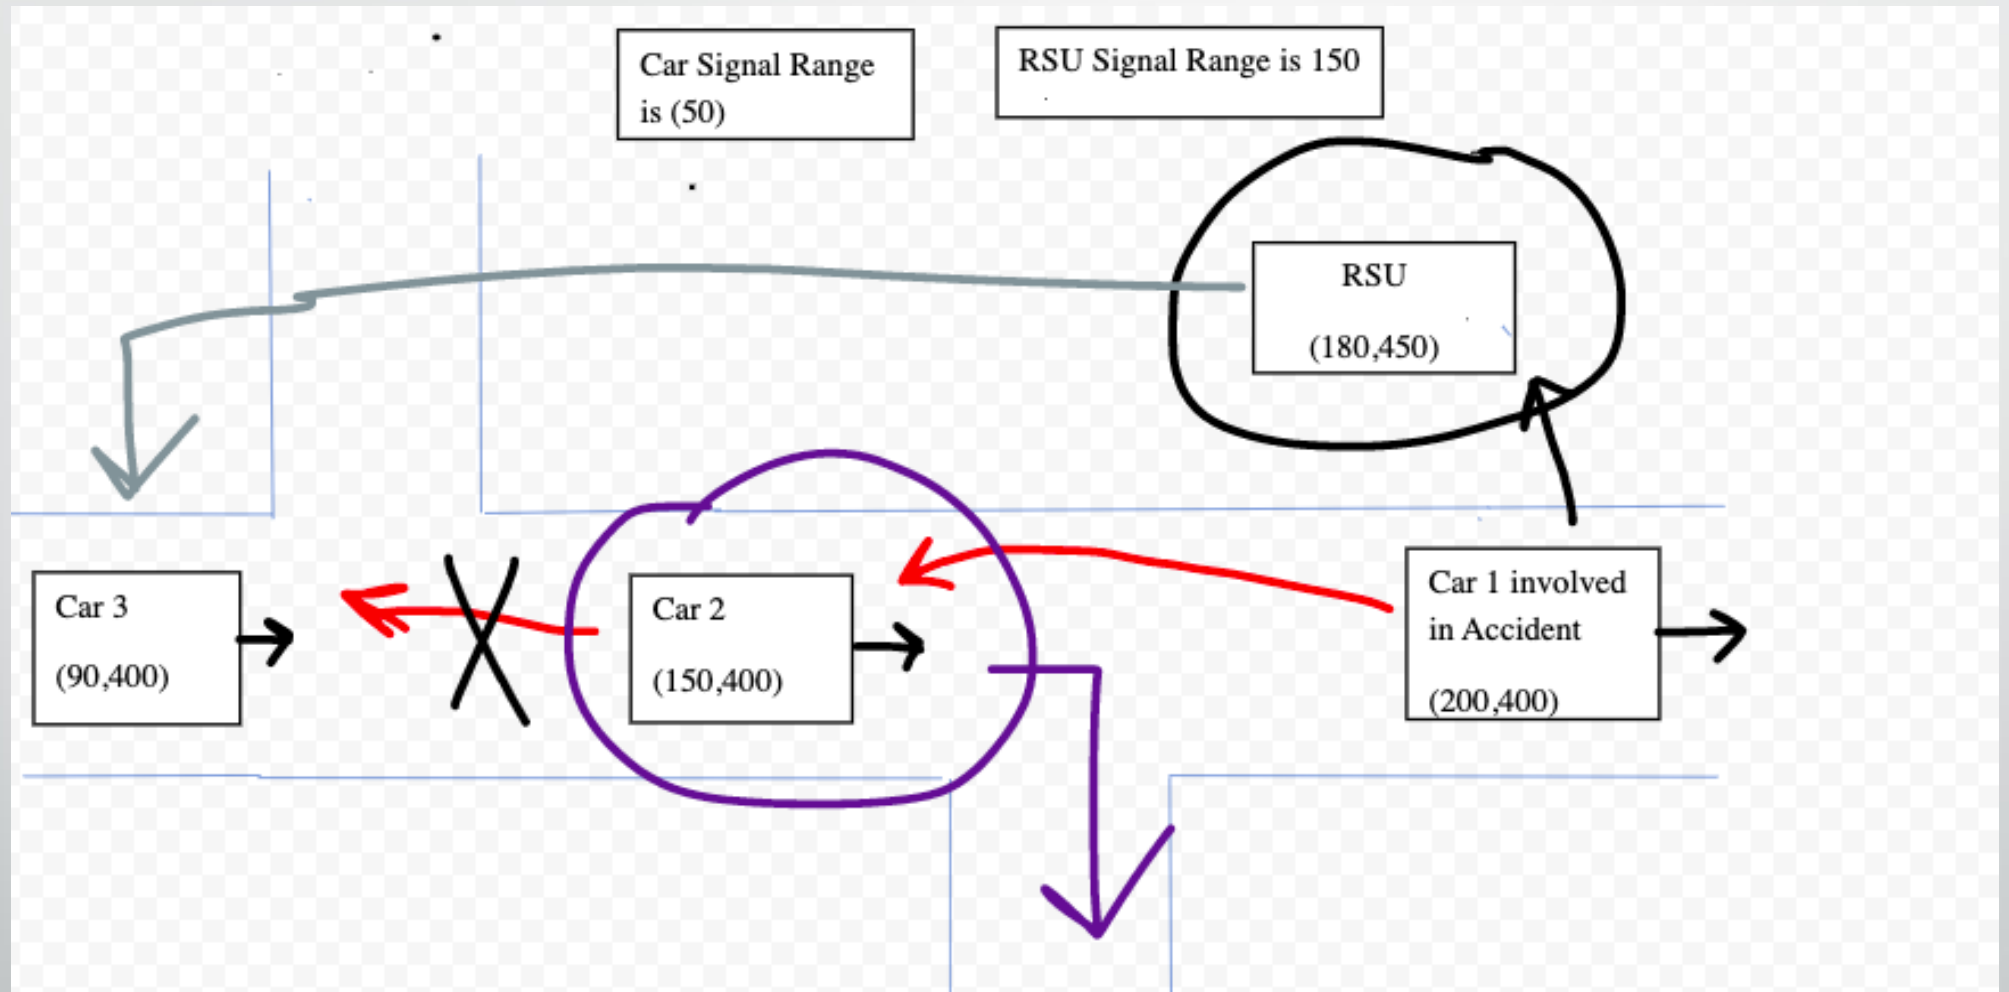 Car Signal Range
is (50)
RSU Signal Range is 150
RSU
(180,450)
Car 3
(90,400)
Car 2
(150,400)
Car 1 involved
in Accident
(200,400)